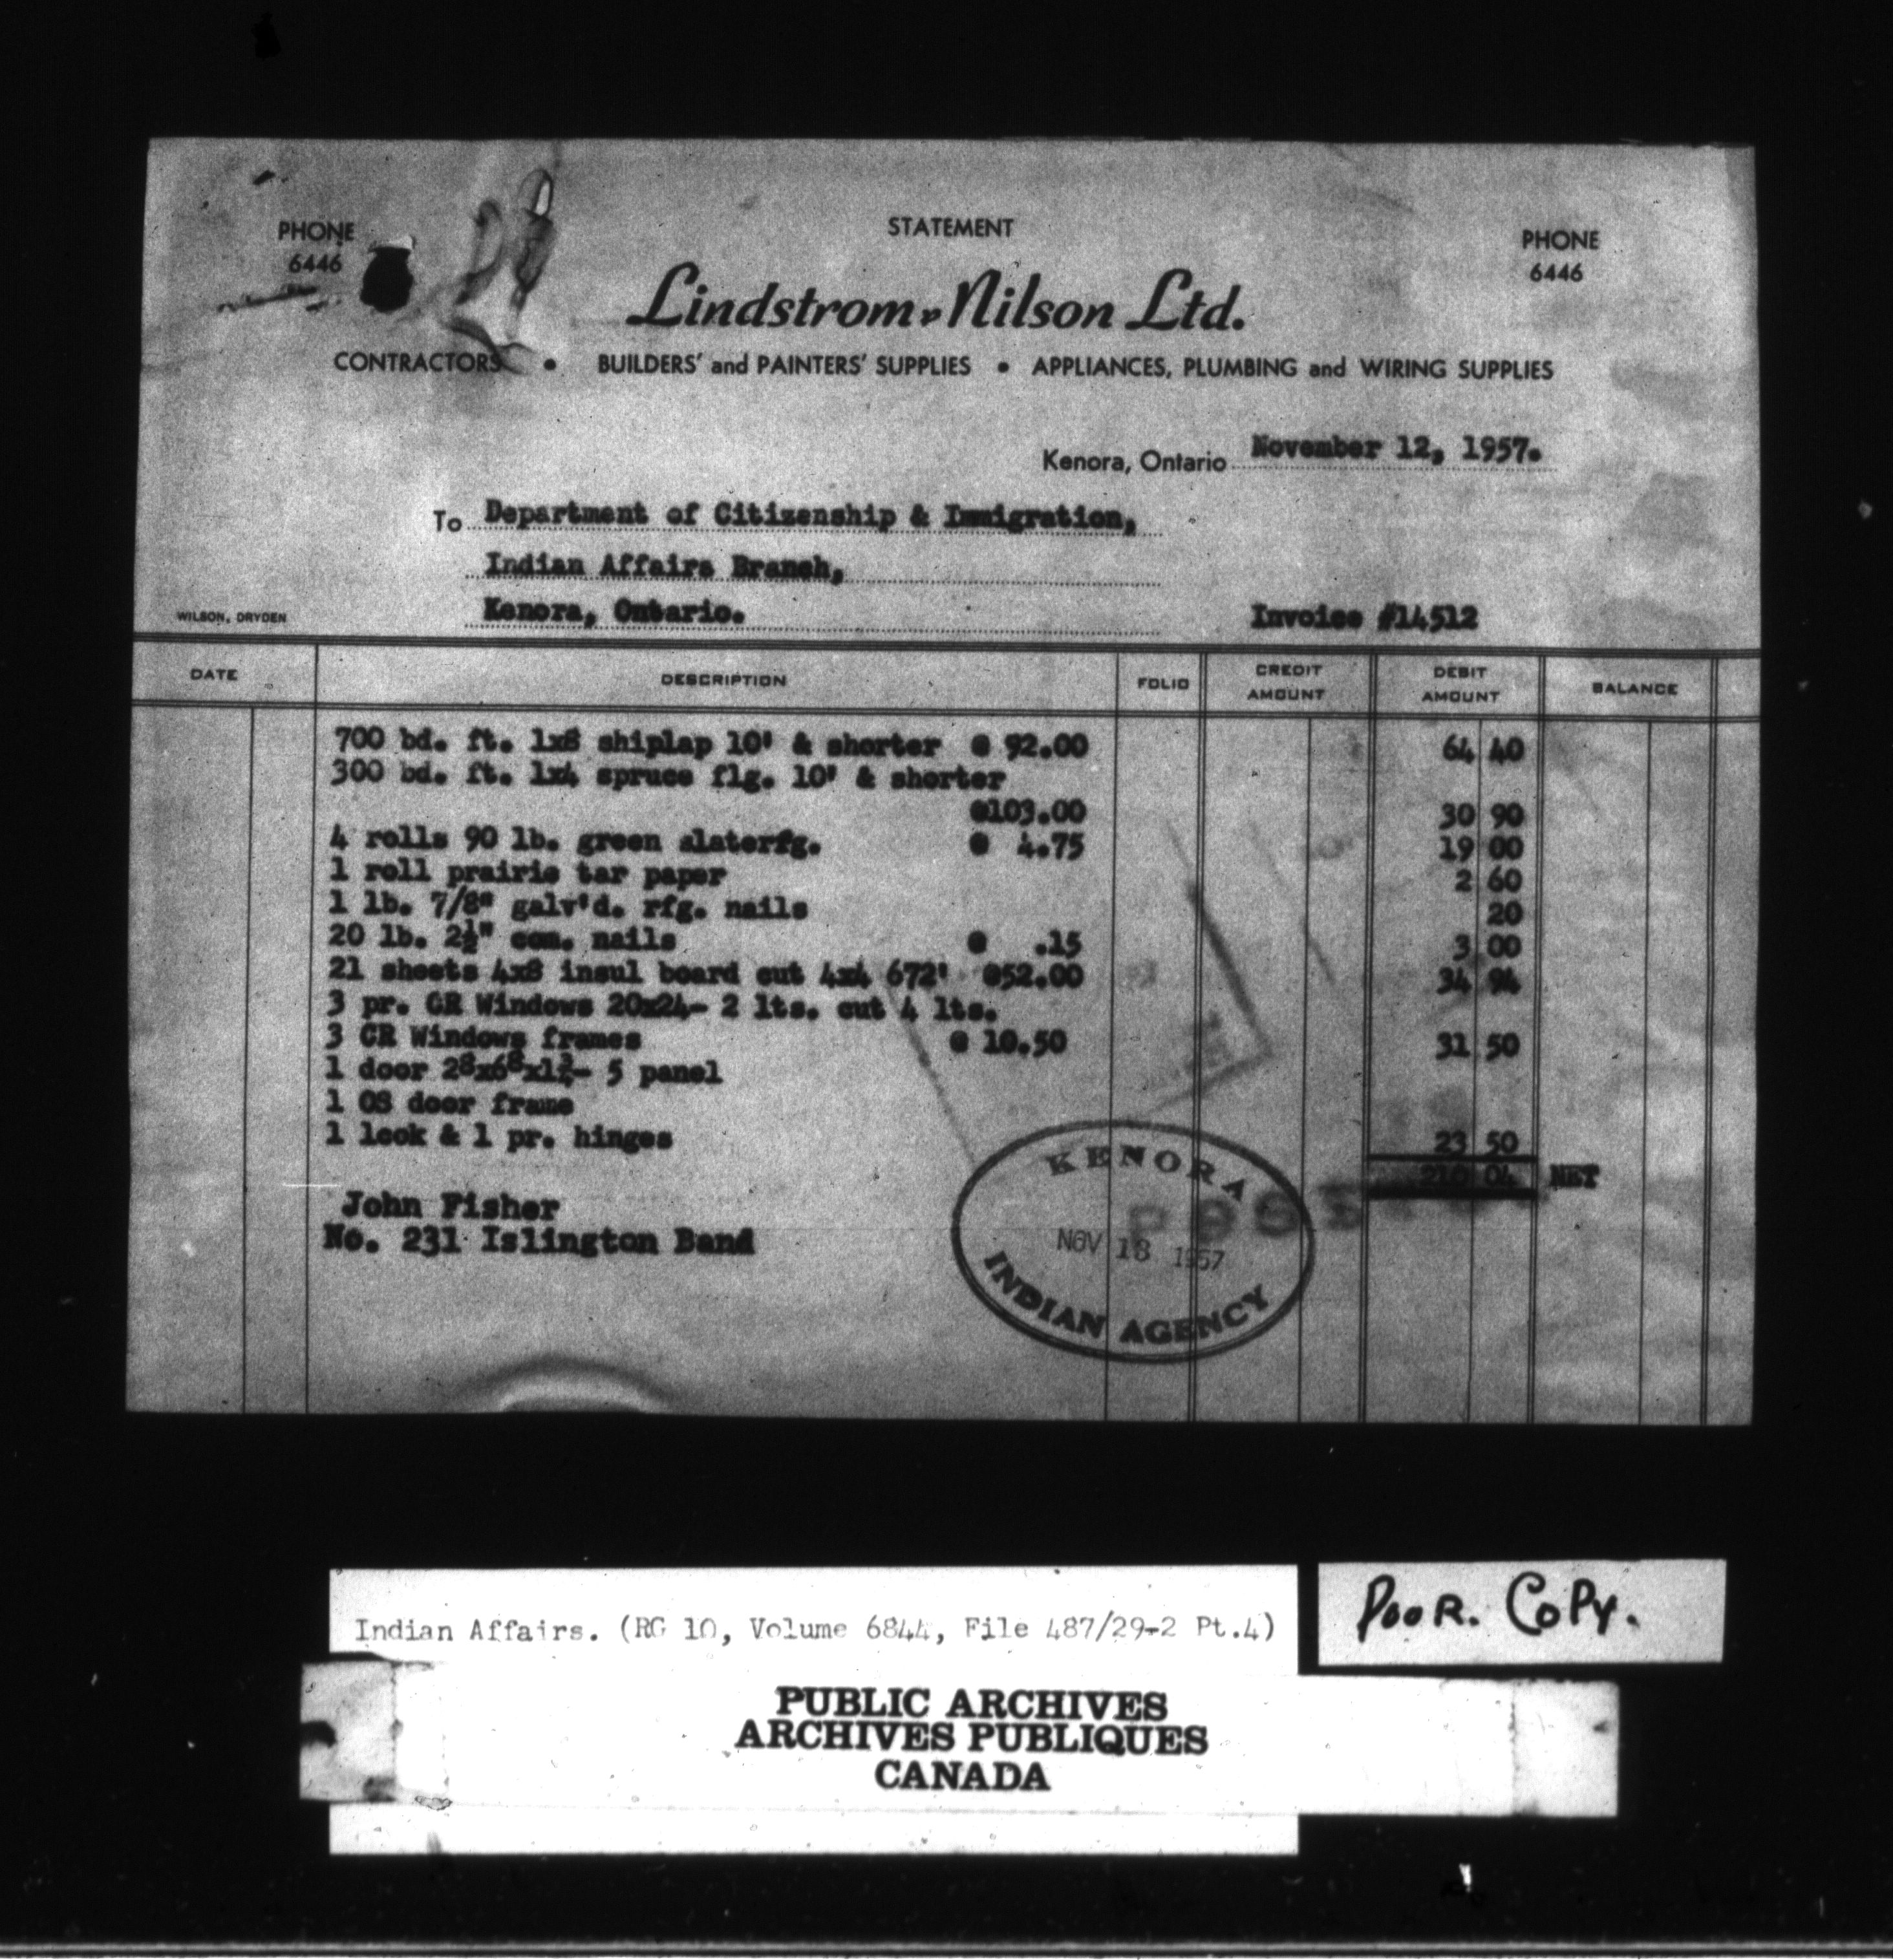 STATEMENT
PHONE
6446
PHONE
6446
Lindstrom & Nilson Ltd.
CONTRACTORS • BUILDERS' and PAINTERS' SUPPLIES • APPLIANCES, PLUMBING and WIRING SUPPLIES
Kenora, Ontario November 12, 1957.
To Department of Citizenship & Immigration,
Indian Affairs Branch,
Kenora, Ontario.
WILSON, DRYDEN
Invoice #14512
DATE DESCRIPTION FOLIO CREDIT AMOUNT DEBIT AMOUNT BALANCE
700 bd. ft. 1x8 shiplap 10' & shorter @ 92.00 64 40
300 bd. ft. 1x4 spruce flg. 10' & shorter
@103.00 30 90
4 rolls 90 lb. green slaterfg. @ 4.75 19 00
1 roll prairie tar paper 2 60
1 lb. 7/8" galv'd. rfg. nails 20
20 lb. 2½" com. nails @ .15 3 00
21 sheets 4x8 insul board cut 4x4 672' @52.00 34 94
3 pr. CR Windows 20x24- 2 lts. cut 4 lts.
3 CR Windows frames @ 10.50 31 50
1 door 2⁸x6⁸x1¾- 5 panel
1 OS door frame
1 lock & 1 pr. hinges 23 50
210 04 NET
John Fisher
No. 231 Islington Band
KENORA
NOV 18 1957
INDIAN AGENCY
Indian Affairs. (RG 10, Volume 6844, File 487/29-2 Pt.4)
POOR. COPY.
PUBLIC ARCHIVES
ARCHIVES PUBLIQUES
CANADA